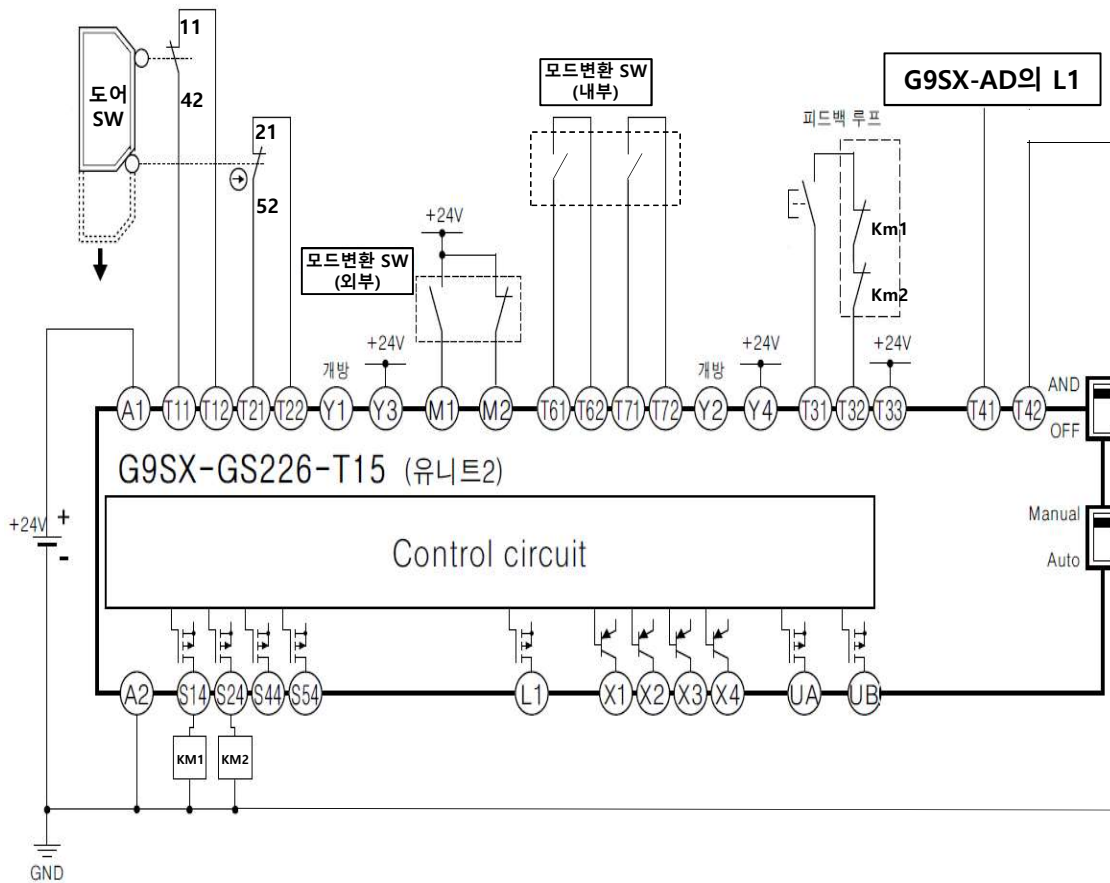 11
도어
SW
42
21
52
모드변환 SW
(내부)
G9SX-AD의 L1
피드백 루프
Km1
Km2
+24V
모드변환 SW
(외부)
개방
+24V
개방
+24V
+24V
A1
T11
T12
T21
T22
Y1
Y3
M1
M2
T61
T62
T71
T72
Y2
Y4
T31
T32
T33
T41
T42
AND
OFF
G9SX-GS226-T15 (유니트2)
Manual
Auto
+24V
+
-
Control circuit
A2
S14
S24
S44
S54
L1
X1
X2
X3
X4
UA
UB
KM1
KM2
GND